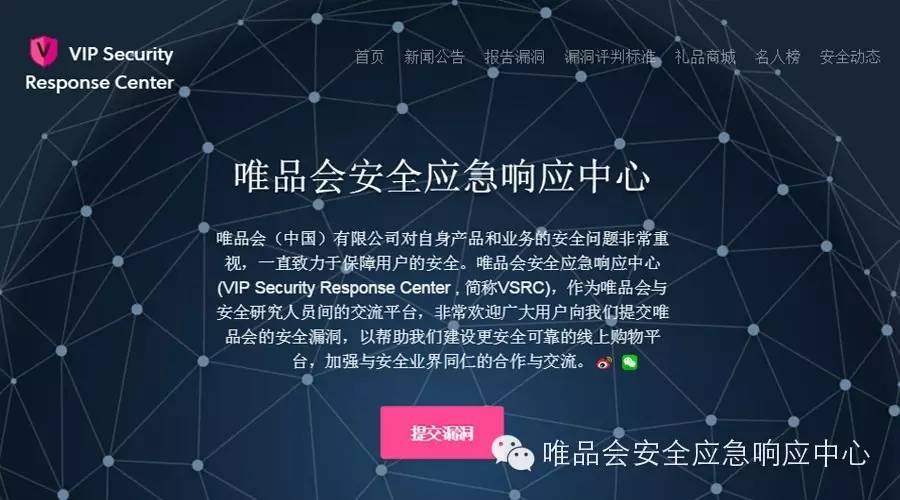 VIP Security
Response Center
首页 新闻公告 报告漏洞 漏洞评判标准 礼品商城 名人榜 安全动态
唯品会安全应急响应中心
唯品会（中国）有限公司对自身产品和业务的安全问题非常重
视，一直致力于保障用户的安全。唯品会安全应急响应中心
(VIP Security Response Center , 简称VSRC)，作为唯品会与
安全研究人员间的交流平台，非常欢迎广大用户向我们提交唯
品会的安全漏洞，以帮助我们建设更安全可靠的线上购物平
台，加强与安全业界同仁的合作与交流。
提交漏洞
唯品会安全应急响应中心